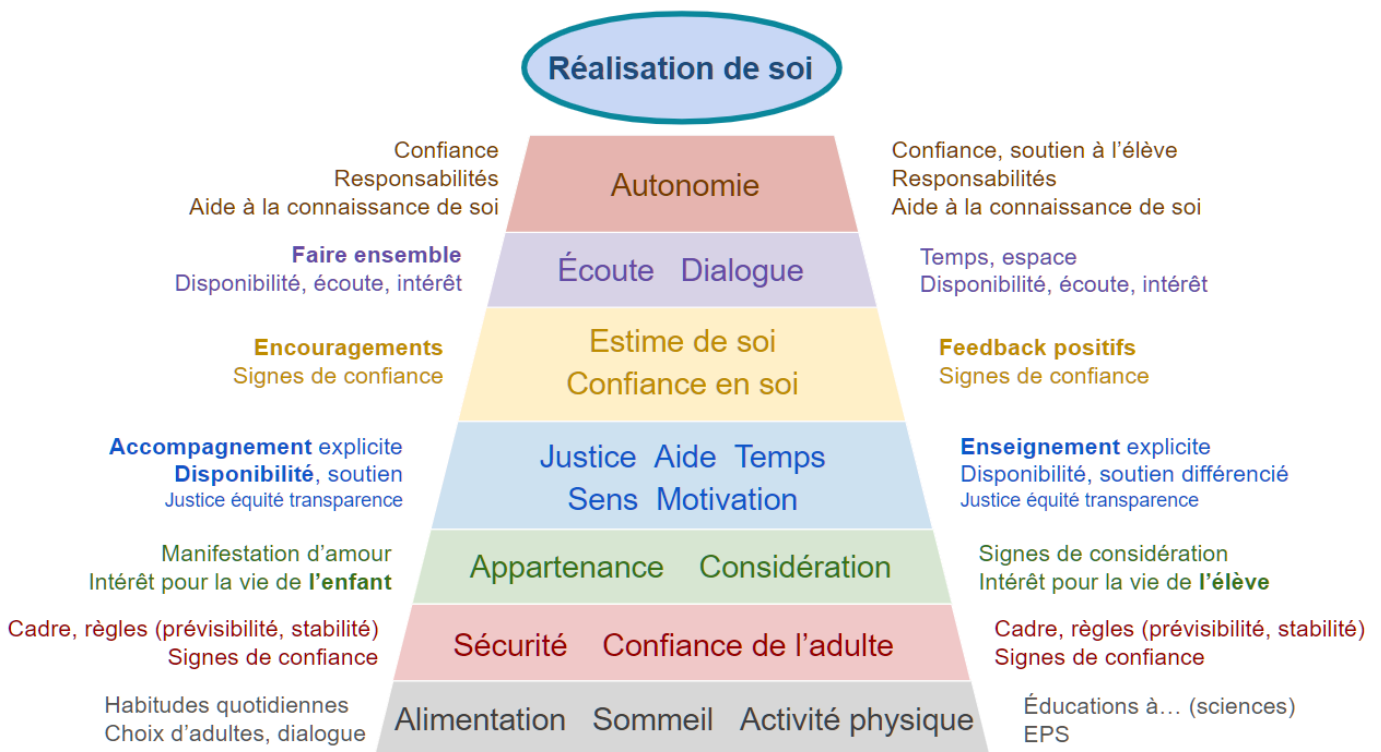 Réalisation de soi
Confiance
Responsabilités
Aide à la connaissance de soi
Autonomie
Confiance, soutien à l'élève
Responsabilités
Aide à la connaissance de soi
Faire ensemble
Disponibilité, écoute, intérêt
Écoute Dialogue
Temps, espace
Disponibilité, écoute, intérêt
Encouragements
Signes de confiance
Estime de soi
Confiance en soi
Feedback positifs
Signes de confiance
Accompagnement explicite
Disponibilité, soutien
Justice équité transparence
Justice Aide Temps
Sens Motivation
Enseignement explicite
Disponibilité, soutien différencié
Justice équité transparence
Manifestation d'amour
Intérêt pour la vie de l'enfant
Appartenance Considération
Signes de considération
Intérêt pour la vie de l'élève
Cadre, règles (prévisibilité, stabilité)
Signes de confiance
Sécurité Confiance de l'adulte
Cadre, règles (prévisibilité, stabilité)
Signes de confiance
Habitudes quotidiennes
Choix d'adultes, dialogue
Alimentation Sommeil Activité physique
Éducations à… (sciences)
EPS